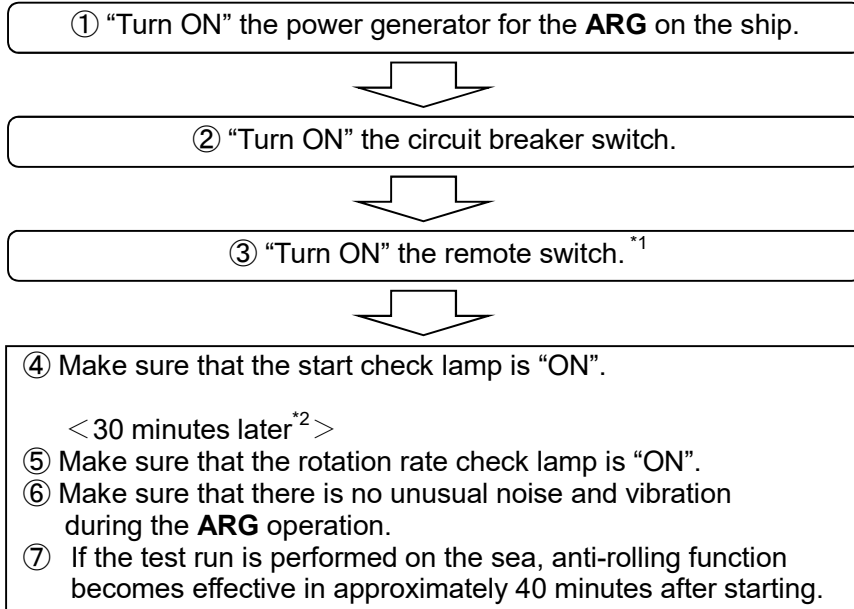 ① “Turn ON” the power generator for the ARG on the ship.
② “Turn ON” the circuit breaker switch.
③ “Turn ON” the remote switch. *1
④ Make sure that the start check lamp is “ON”.
＜30 minutes later*2＞
⑤ Make sure that the rotation rate check lamp is “ON”.
⑥ Make sure that there is no unusual noise and vibration
during the ARG operation.
⑦ If the test run is performed on the sea, anti-rolling function
becomes effective in approximately 40 minutes after starting.